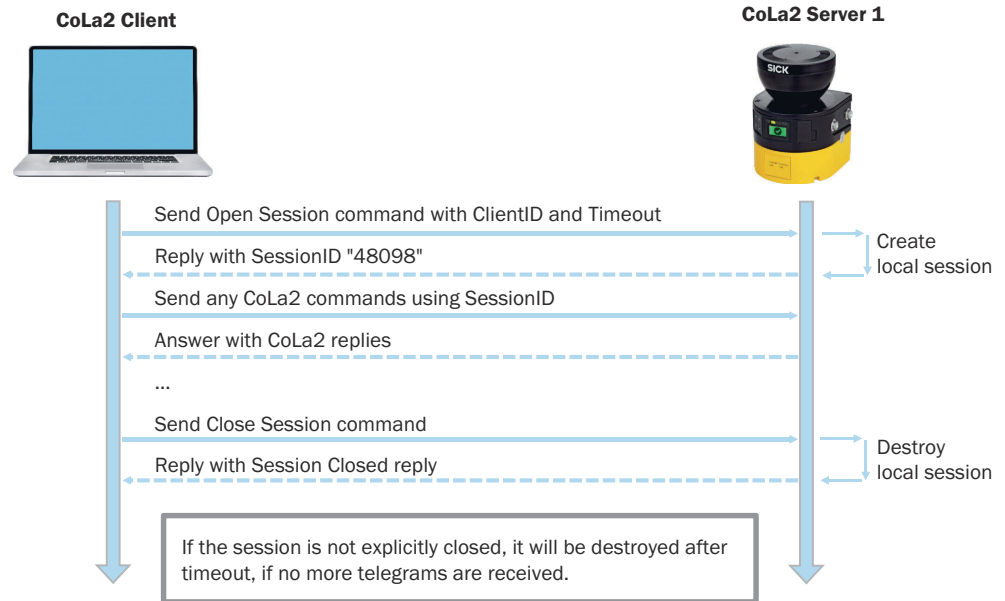 CoLa2 Client
CoLa2 Server 1
SICK
Send Open Session command with ClientID and Timeout
Reply with SessionID "48098"
Create
local session
Send any CoLa2 commands using SessionID
Answer with CoLa2 replies
...
Send Close Session command
Reply with Session Closed reply
Destroy
local session
If the session is not explicitly closed, it will be destroyed after
timeout, if no more telegrams are received.